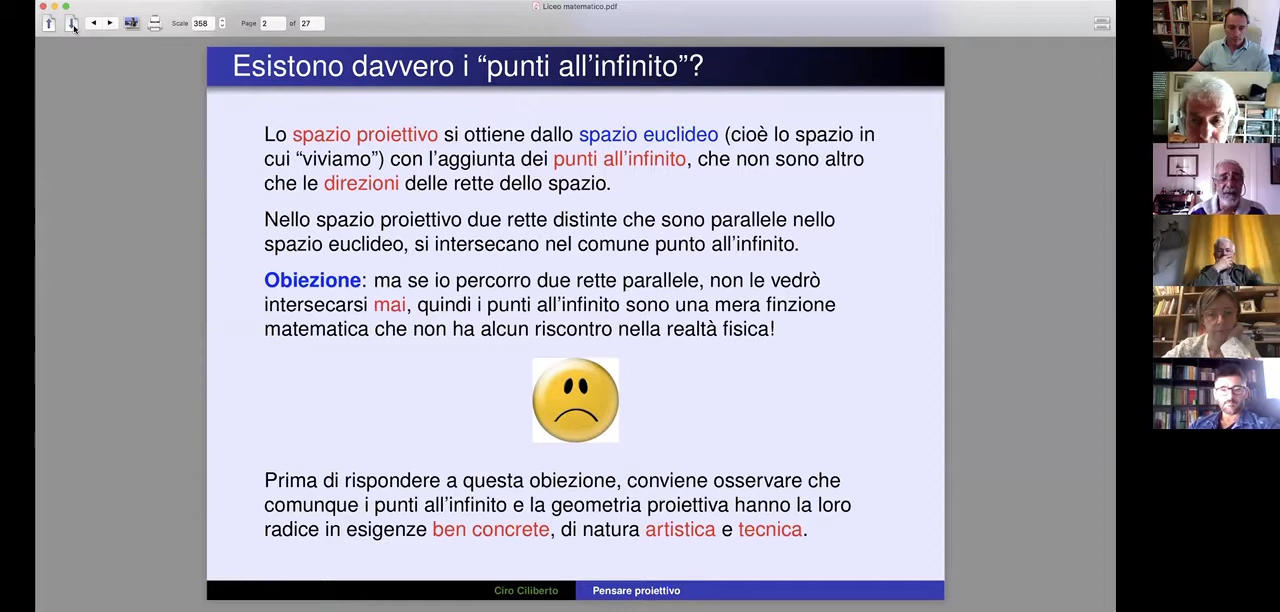 Liceo matematico.pdf
Scale 358 Page 2 of 27
Esistono davvero i “punti all’infinito”?
Lo spazio proiettivo si ottiene dallo spazio euclideo (cioè lo spazio in
cui “viviamo”) con l’aggiunta dei punti all’infinito, che non sono altro
che le direzioni delle rette dello spazio.
Nello spazio proiettivo due rette distinte che sono parallele nello
spazio euclideo, si intersecano nel comune punto all’infinito.
Obiezione: ma se io percorro due rette parallele, non le vedrò
intersecarsi mai, quindi i punti all’infinito sono una mera finzione
matematica che non ha alcun riscontro nella realtà fisica!
Prima di rispondere a questa obiezione, conviene osservare che
comunque i punti all’infinito e la geometria proiettiva hanno la loro
radice in esigenze ben concrete, di natura artistica e tecnica.
Ciro Ciliberto Pensare proiettivo